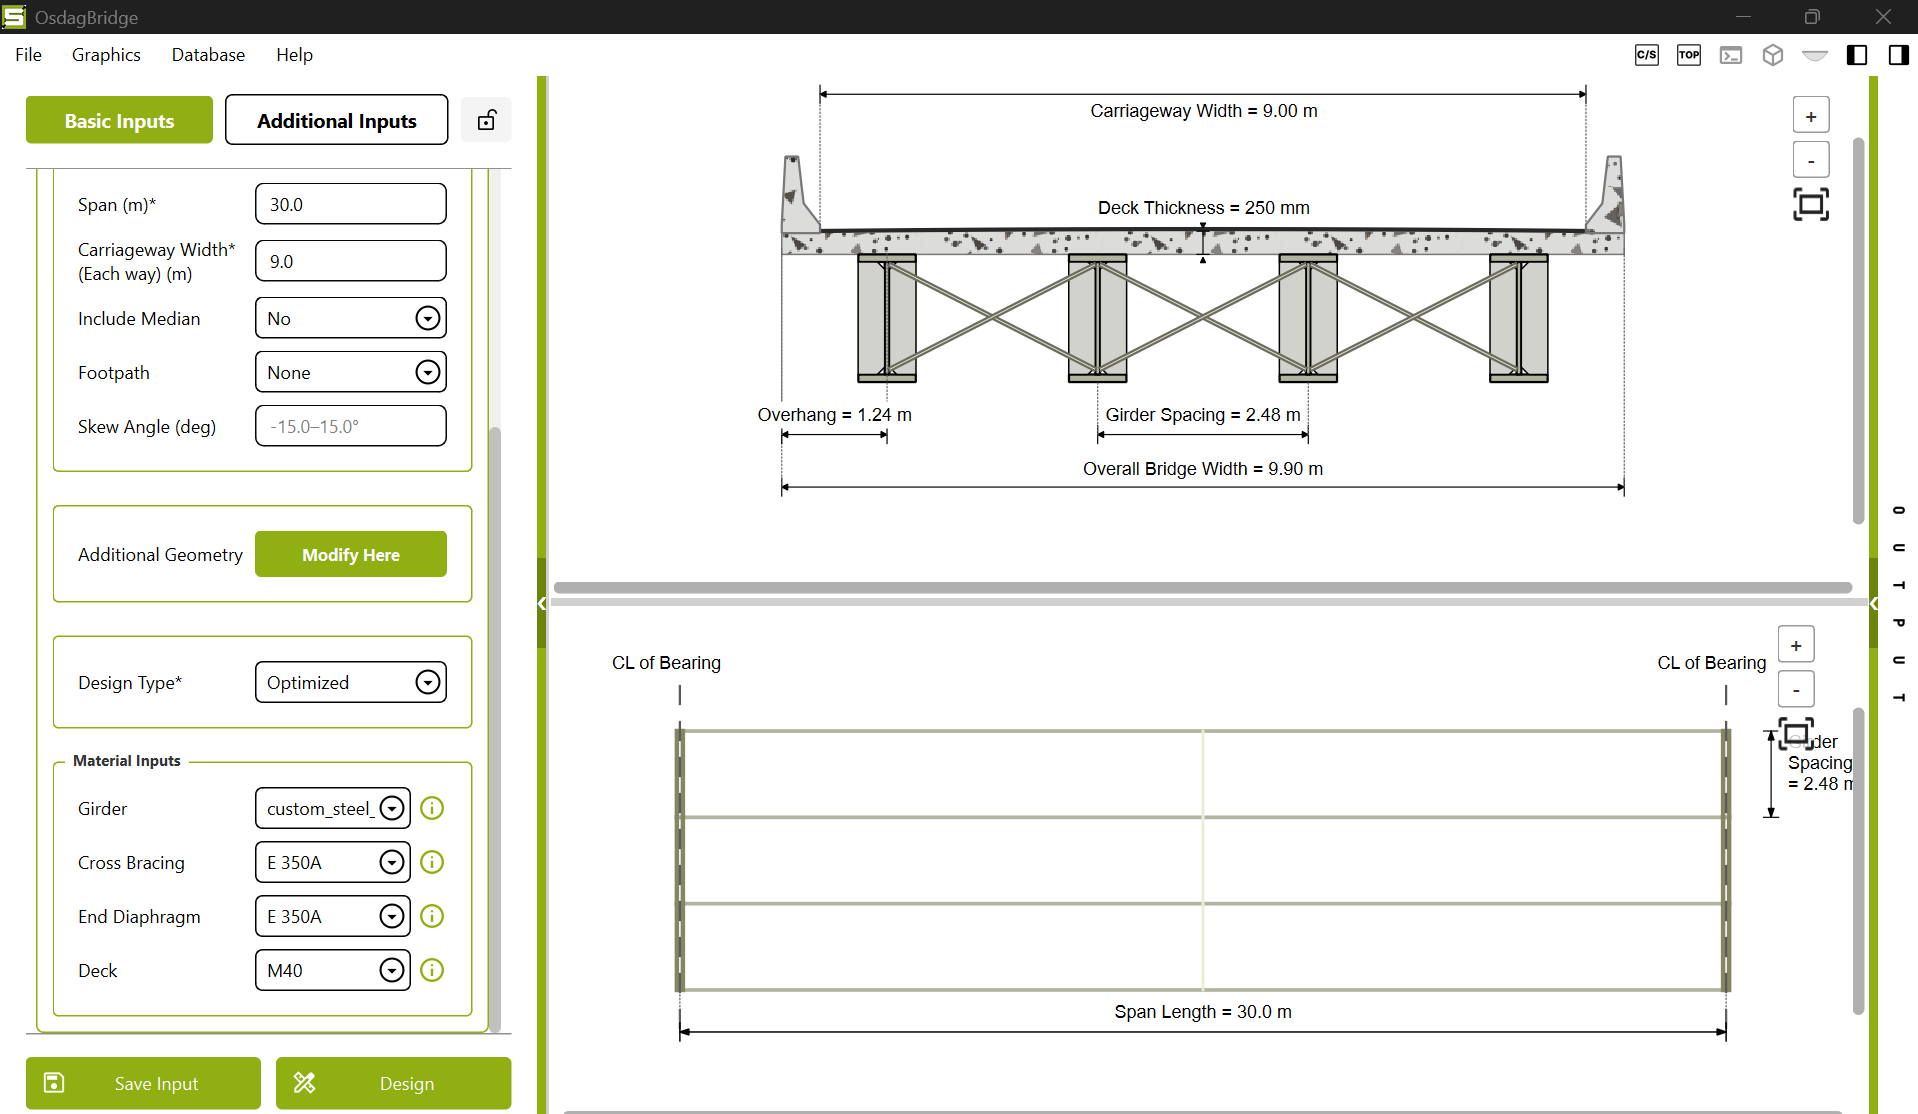 OsdagBridge
File Graphics Database Help
C/S TOP
Basic Inputs Additional Inputs
Span (m)* 30.0
Carriageway Width*
(Each way) (m) 9.0
Include Median No
Footpath None
Skew Angle (deg) -15.0–15.0°
Additional Geometry Modify Here
Design Type* Optimized
Material Inputs
Girder custom_steel_
Cross Bracing E 350A
End Diaphragm E 350A
Deck M40
Save Input Design
Carriageway Width = 9.00 m
Deck Thickness = 250 mm
Overhang = 1.24 m Girder Spacing = 2.48 m
Overall Bridge Width = 9.90 m
+
-
CL of Bearing CL of Bearing
+
-
der
Spacing
= 2.48 m
Span Length = 30.0 m
OUTPUT